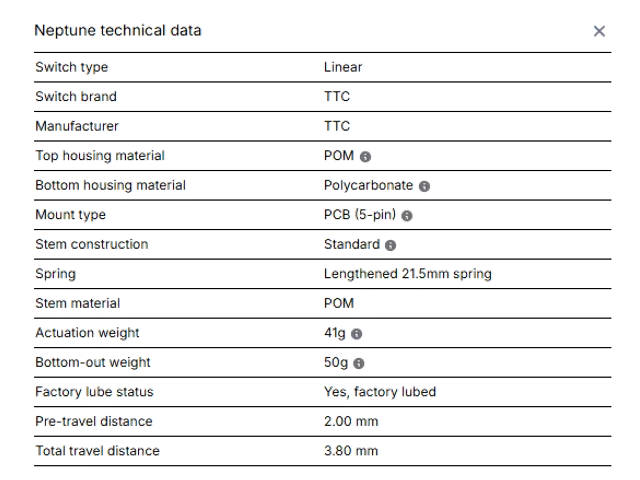 Neptune technical data
Switch type Linear
Switch brand TTC
Manufacturer TTC
Top housing material POM
Bottom housing material Polycarbonate
Mount type PCB (5-pin)
Stem construction Standard
Spring Lengthened 21.5mm spring
Stem material POM
Actuation weight 41g
Bottom-out weight 50g
Factory lube status Yes, factory lubed
Pre-travel distance 2.00 mm
Total travel distance 3.80 mm